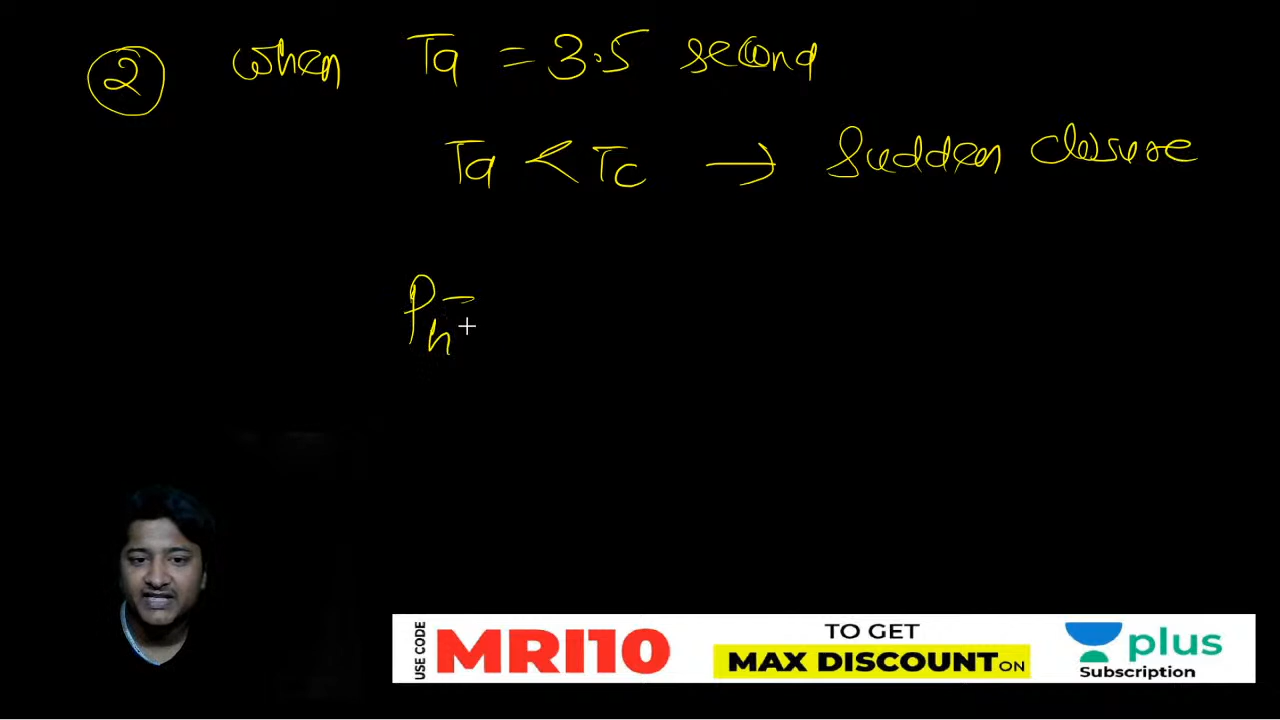 2 when Ta = 3.5 second
Ta < Tc → Sudden closure
Ph =
USE CODE MRI10 TO GET MAX DISCOUNT ON plus Subscription